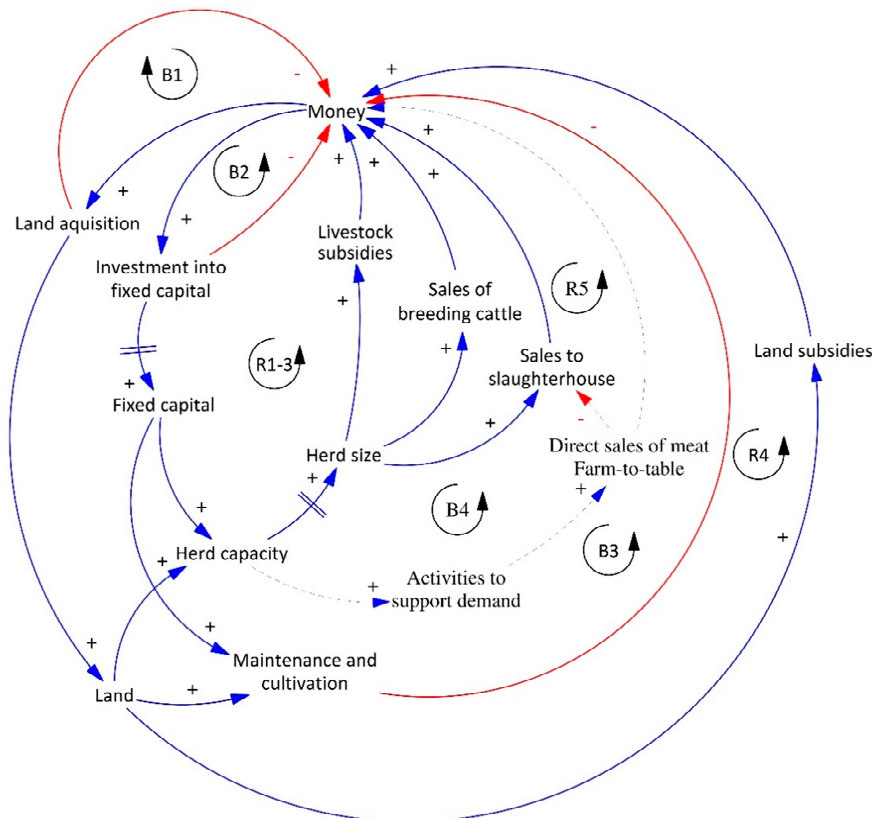 B1
-
+
Money
-
+
B2
-
+
+
+
+
+
Land aquisition
Livestock
subsidies
Investment into
fixed capital
R5
Sales of
breeding cattle
+
Land subsidies
R1-3
+
Sales to
slaughterhouse
+
Fixed capital
-
+
Direct sales of meat
Farm-to-table
R4
Herd size
+
+
B4
+
+
B3
Herd capacity
+
+
Activities to
support demand
+
+
Maintenance and
cultivation
+
Land
+